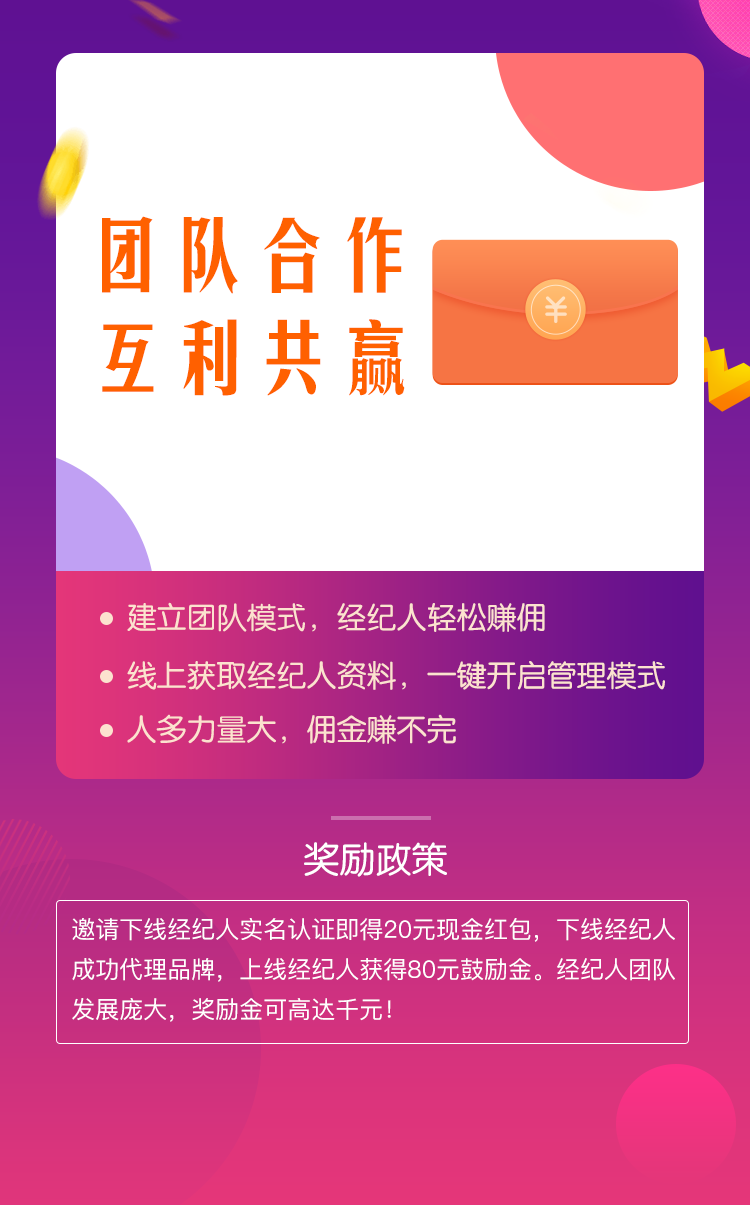 团队合作
互利共赢
¥
建立团队模式，经纪人轻松赚佣
线上获取经纪人资料，一键开启管理模式
人多力量大，佣金赚不完
奖励政策
邀请下线经纪人实名认证即得20元现金红包，下线经纪人
成功代理品牌，上线经纪人获得80元鼓励金。经纪人团队
发展庞大，奖励金可高达千元！